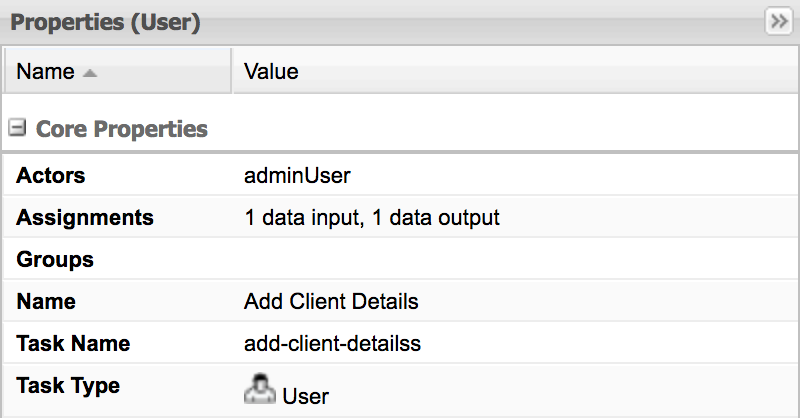 Properties (User)
Name Value
Core Properties
Actors adminUser
Assignments 1 data input, 1 data output
Groups
Name Add Client Details
Task Name add-client-detailss
Task Type User